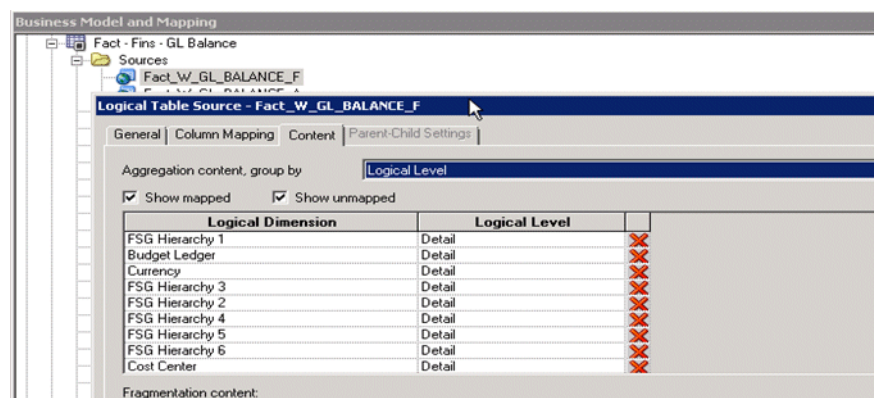 Business Model and Mapping
Fact - Fins - GL Balance
Sources
Fact_W_GL_BALANCE_F
Logical Table Source - Fact_W_GL_BALANCE_F
General Column Mapping Content Parent-Child Settings
Aggregation content, group by Logical Level
Show mapped Show unmapped
Logical Dimension Logical Level
FSG Hierarchy 1 Detail
Budget Ledger Detail
Currency Detail
FSG Hierarchy 3 Detail
FSG Hierarchy 2 Detail
FSG Hierarchy 4 Detail
FSG Hierarchy 5 Detail
FSG Hierarchy 6 Detail
Cost Center Detail
Fragmentation content: